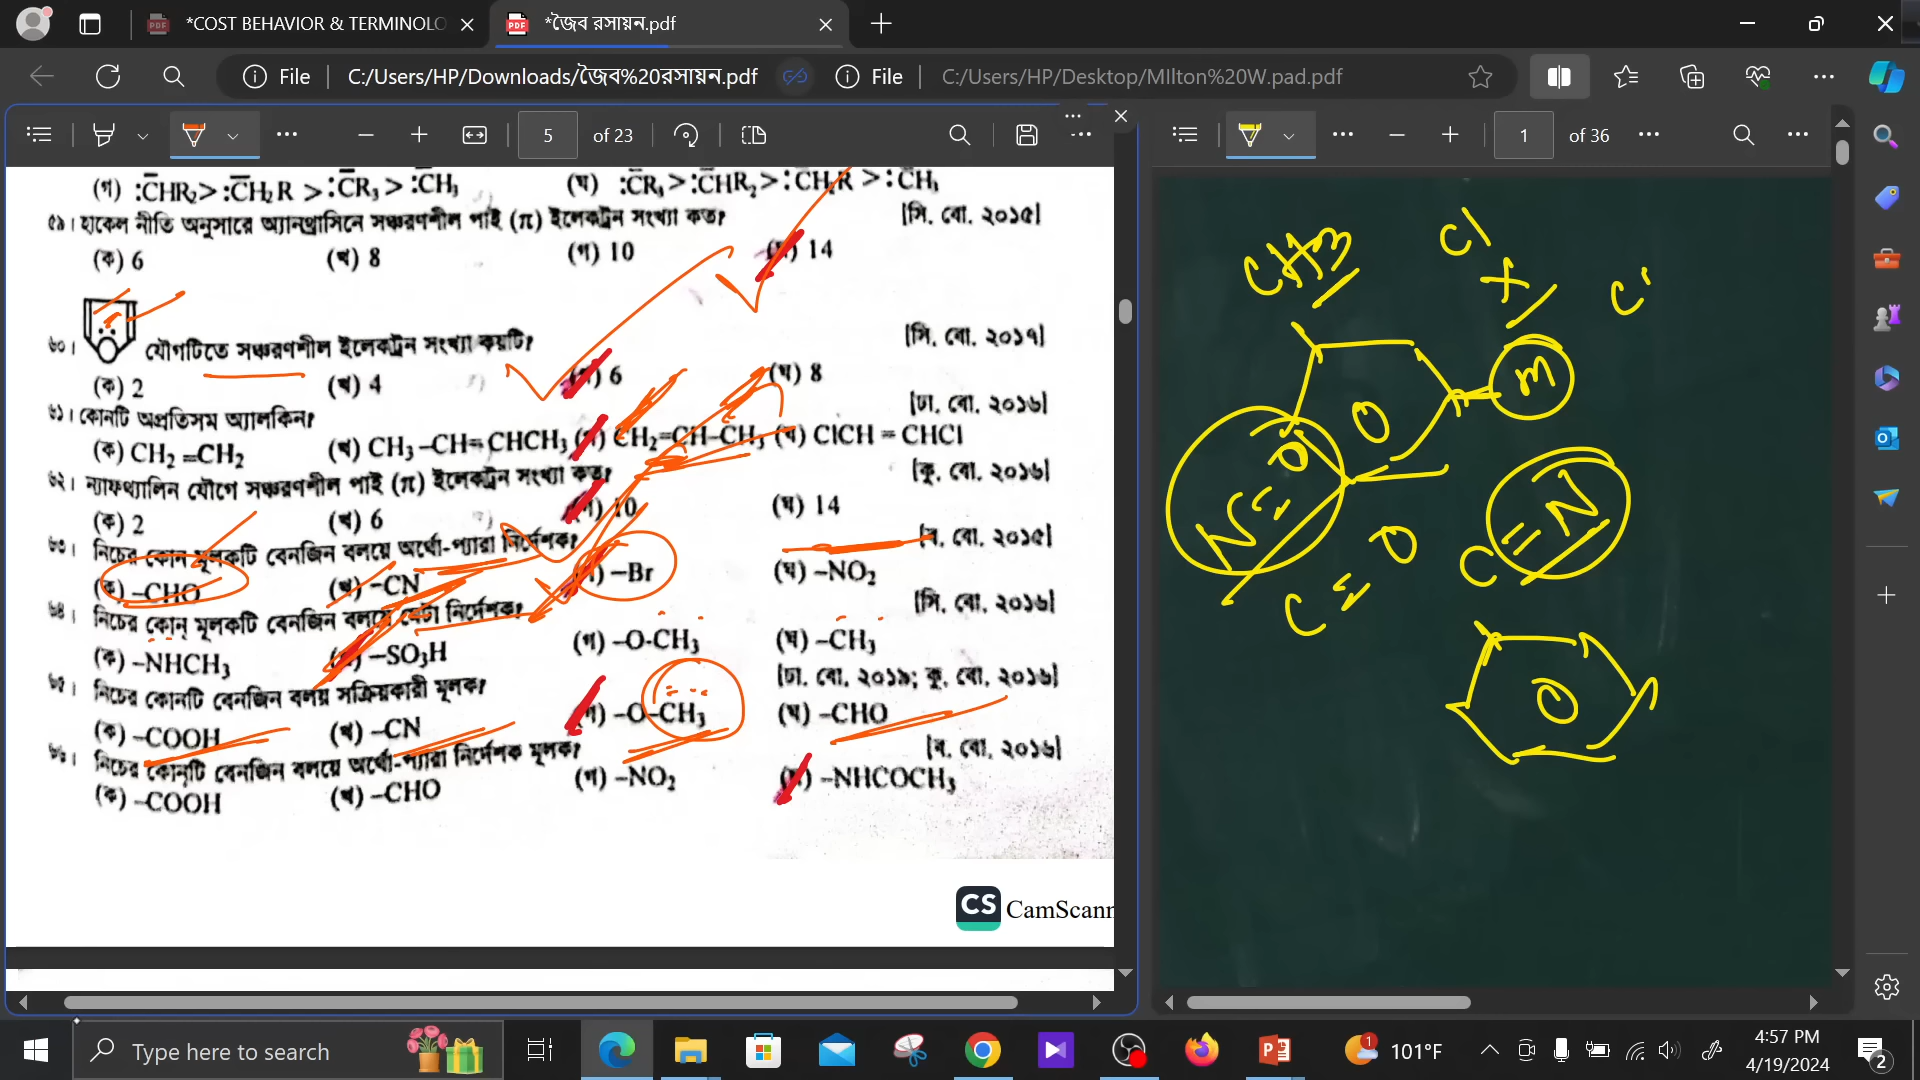 *COST BEHAVIOR & TERMINOLO
*জৈব রসায়ন.pdf
File C:/Users/HP/Downloads/জৈব%20রসায়ন.pdf
File C:/Users/HP/Desktop/MIlton%20W.pad.pdf
5 of 23
1 of 36
(গ) :C̅HR₂> :C̅H₂R >:C̅R₃ > :C̅H₃ (ঘ) :C̅R₃>:C̅HR₂>:C̅H₂R >:C̅H₃
৫৯। হাকেল নীতি অনুসারে অ্যানথ্রাসিনে সঞ্চরণশীল পাই (π) ইলেকট্রন সংখ্যা কত? [সি. বো. ২০১৫]
(ক) 6 (খ) 8 (গ) 10 14
৬০। যৌগটিতে সঞ্চরণশীল ইলেকট্রন সংখ্যা কয়টি? [সি. বো. ২০১৭]
(ক) 2 (খ) 4 6 (ঘ) 8
৬১। কোনটি অপ্রতিসম অ্যালকিন? [ঢা. বো. ২০১৬]
(ক) CH₂ =CH₂ (খ) CH₃ –CH= CHCH₃ CH₂=CH–CH₃ (ঘ) ClCH = CHCl
৬২। ন্যাফথ্যালিন যৌগে সঞ্চরণশীল পাই (π) ইলেকট্রন সংখ্যা কত? [কু. বো. ২০১৬]
(ক) 2 (খ) 6 10 (ঘ) 14
৬৩। নিচের কোন মূলকটি বেনজিন বলয়ে অর্থো-প্যারা নির্দেশক? [ব. বো. ২০১৫]
(ক) –CHO (খ) –CN –Br (ঘ) –NO₂
৬৪। নিচের কোন্ মূলকটি বেনজিন বলয়ে মেটা নির্দেশক? [সি. বো. ২০১৬]
(ক) –NHCH₃ –SO₃H (গ) –O-CH₃ (ঘ) –CH₃
৬৫। নিচের কোনটি বেনজিন বলয় সক্রিয়কারী মূলক? [ঢা. বো. ২০১৯; কু. বো. ২০১৬]
(ক) –COOH (খ) –CN –O–CH₃ (ঘ) –CHO
৬৬। নিচের কোন্‌টি বেনজিন বলয়ে অর্থো-প্যারা নির্দেশক মূলক? [ব. বো. ২০১৬]
(ক) –COOH (খ) –CHO (গ) –NO₂ –NHCOCH₃
CS CamScann
CH3 Cl
X C
m
O
N=O
C≡N
C=O
Type here to search
1 101°F
4:57 PM
4/19/2024
2